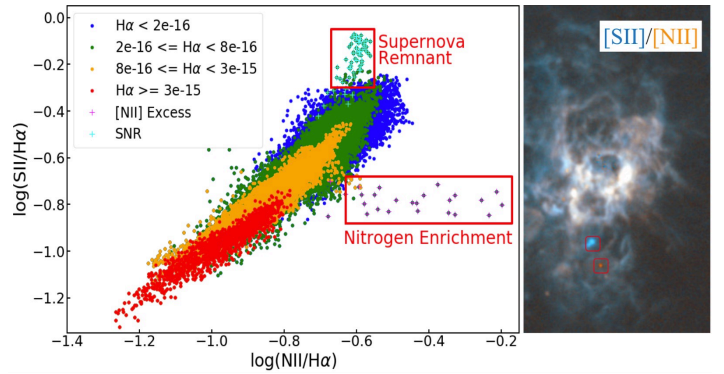 Hα < 2e-16
2e-16 <= Hα < 8e-16
8e-16 <= Hα < 3e-15
Hα >= 3e-15
[NII] Excess
SNR
Supernova
Remnant
Nitrogen Enrichment
[SII]/[NII]
log(SII/Hα)
0.0
−0.2
−0.4
−0.6
−0.8
−1.0
−1.2
−1.4 −1.2 −1.0 −0.8 −0.6 −0.4 −0.2
log(NII/Hα)